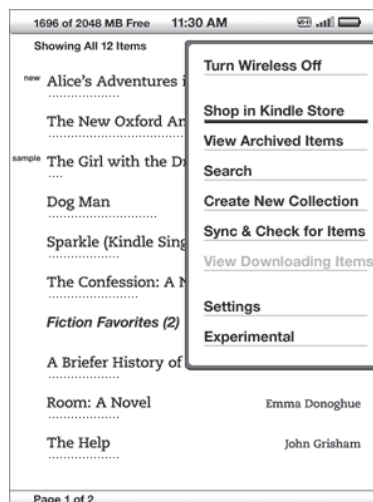 1696 of 2048 MB Free 11:30 AM
Showing All 12 Items
Turn Wireless Off
new Alice's Adventures i
Shop in Kindle Store
The New Oxford Am
View Archived Items
sample The Girl with the Dr
Search
Dog Man
Create New Collection
Sparkle (Kindle Sing
Sync & Check for Items
View Downloading Items
The Confession: A N
Settings
Fiction Favorites (2)
Experimental
A Briefer History of
Room: A Novel Emma Donoghue
The Help John Grisham
Page 1 of 2